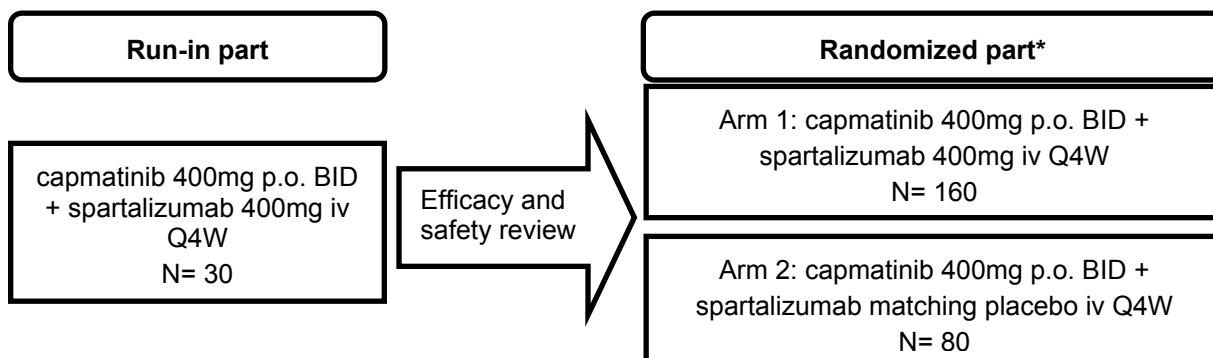 Run-in part
capmatinib 400mg p.o. BID
+ spartalizumab 400mg iv
Q4W
N= 30
Efficacy and
safety review
Randomized part*
Arm 1: capmatinib 400mg p.o. BID +
spartalizumab 400mg iv Q4W
N= 160
Arm 2: capmatinib 400mg p.o. BID +
spartalizumab matching placebo iv Q4W
N= 80